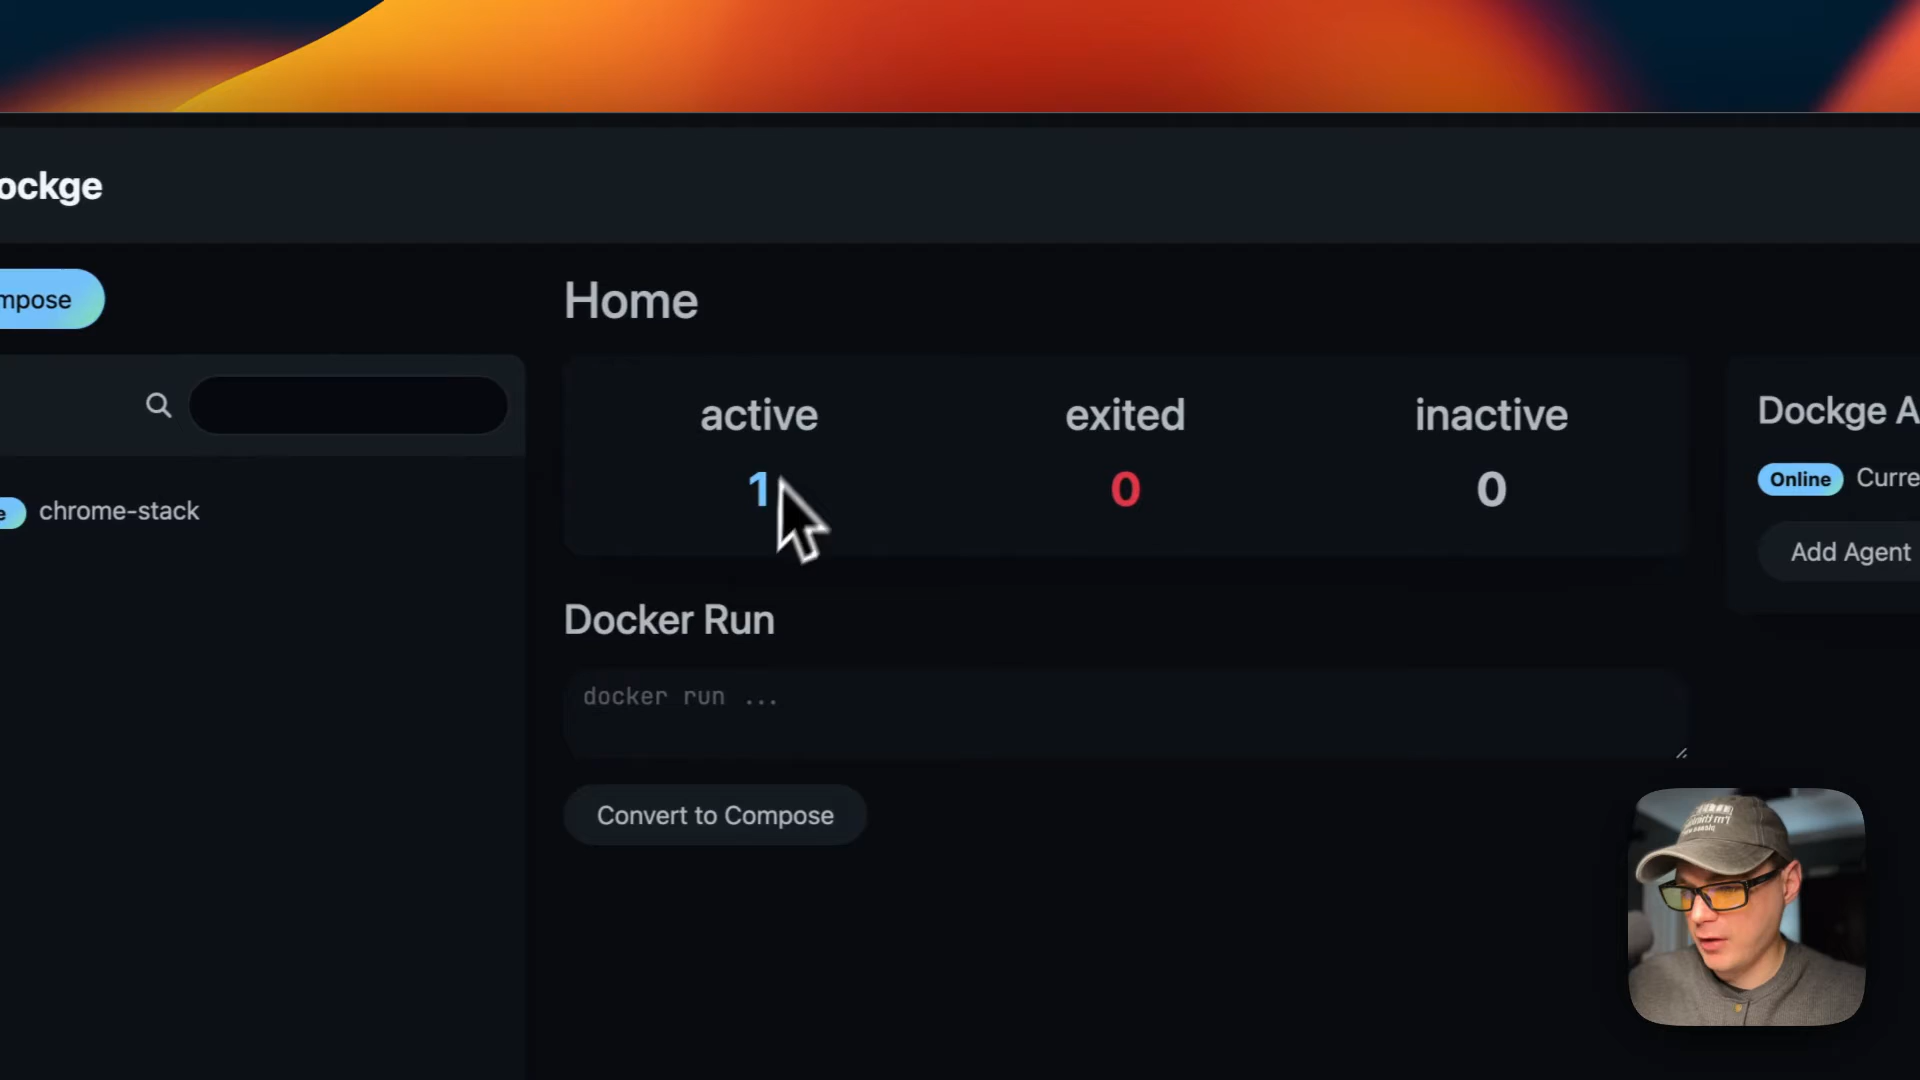 ockge
mpose
Home
active
exited
inactive
1
0
0
Dockge A
Online
Curre
Add Agent
e
chrome-stack
Docker Run
docker run ...
Convert to Compose